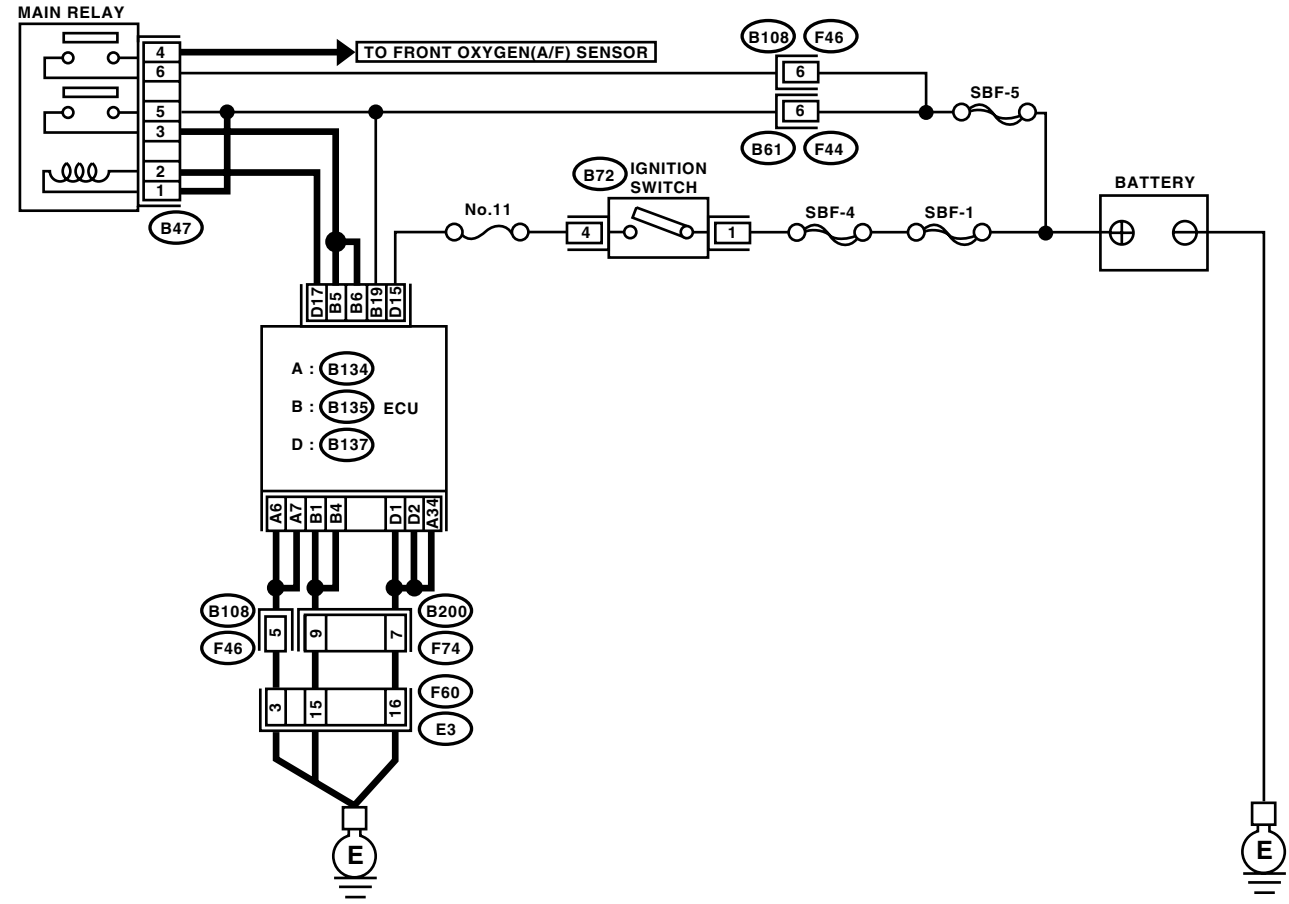 MAIN RELAY
4
TO FRONT OXYGEN(A/F) SENSOR
B108 F46
6
6
SBF-5
5
6
3
B61 F44
2
1
B47
B72
IGNITION
SWITCH
BATTERY
No.11
4
1
SBF-4
SBF-1
D17 B5 B6 B19 D15
A : B134
B : B135 ECU
D : B137
A6 A7 B1 B4 D1 D2 A34
B108
5 9 7
B200
F46
F74
3 15 16
F60
E3
E
E